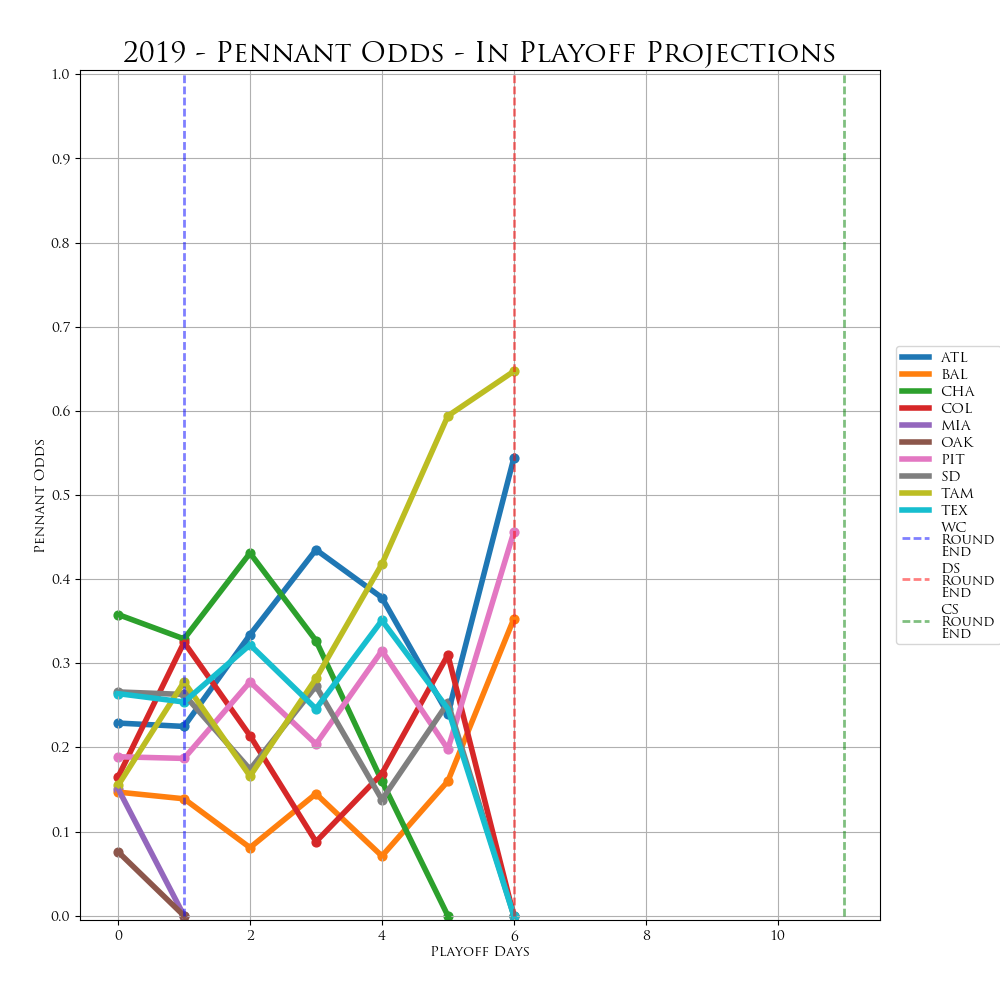 2019 - Pennant Odds - In Playoff Projections
1.0
0.9
0.8
0.7
0.6
0.5
0.4
0.3
0.2
0.1
0.0
Pennant Odds
0 2 4 6 8 10
Playoff Days
ATL
BAL
CHA
COL
MIA
OAK
PIT
SD
TAM
TEX
WC
Round
End
DS
Round
End
CS
Round
End